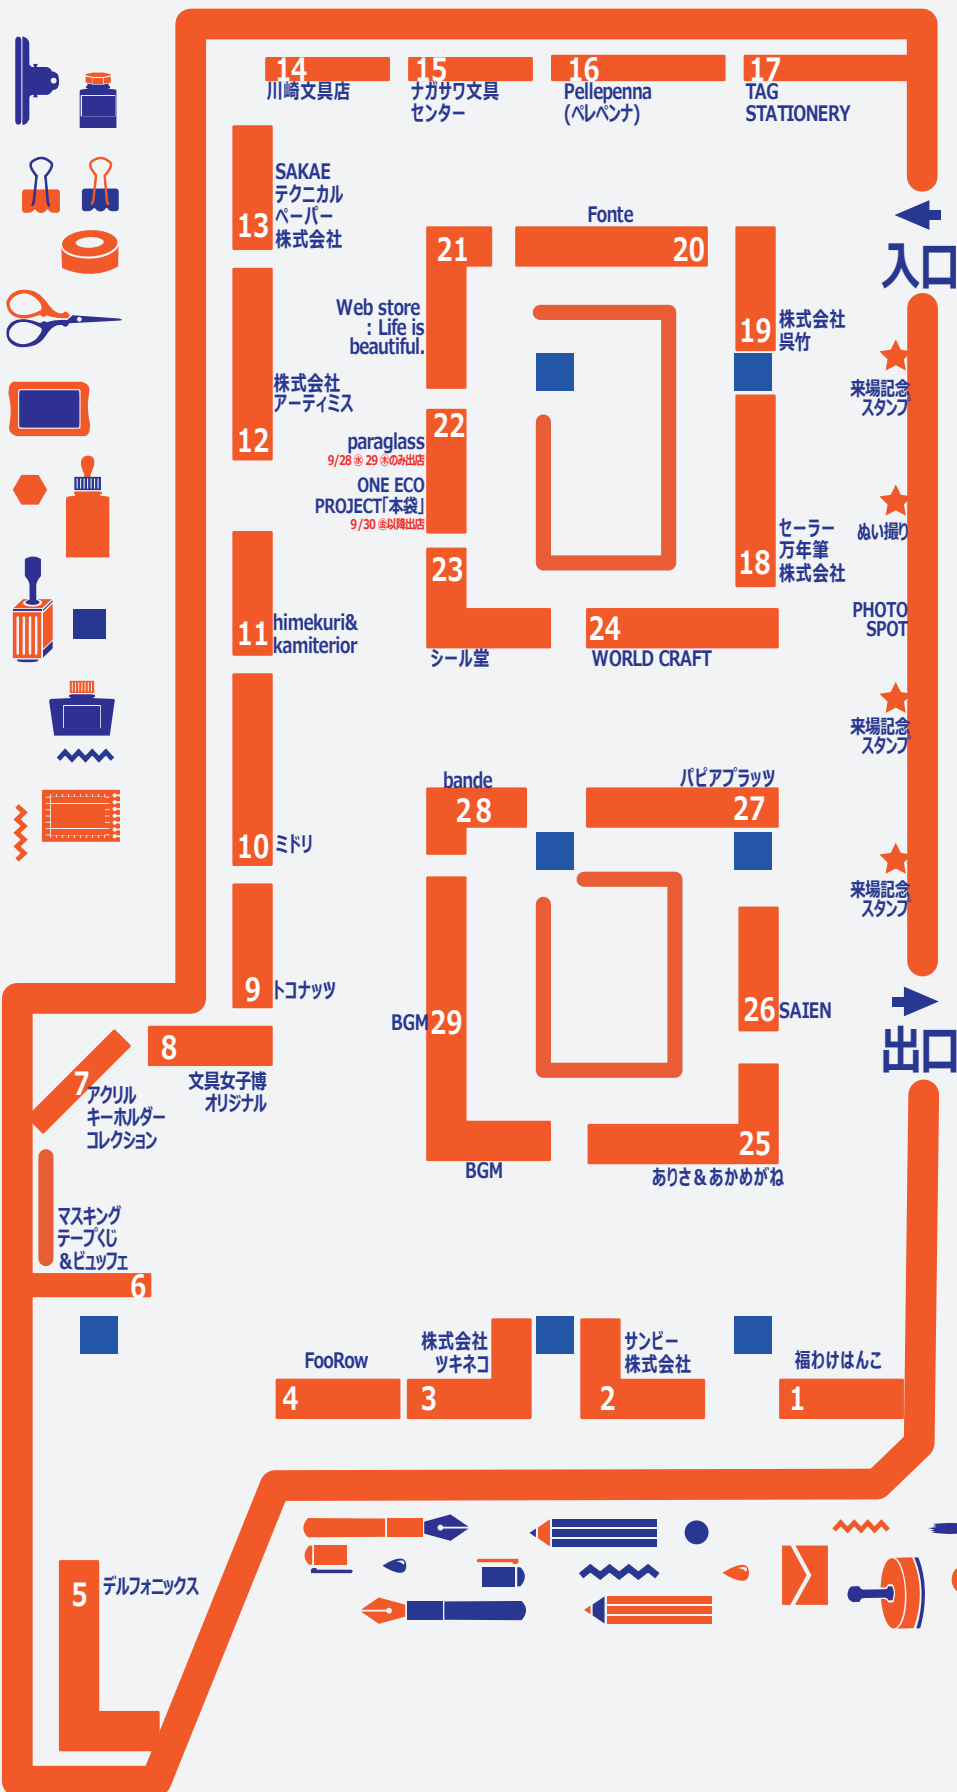 14
川崎文具店
15
ナガサワ文具
センター
16
Pellepenna
(ペレペンナ)
17
TAG
STATIONERY
13
SAKAE
テクニカル
ペーパー
株式会社
入口
Fonte
20
21
Web store
: Life is
beautiful.
19
株式会社
呉竹
来場記念
スタンプ
12
株式会社
アーティミス
22
paraglass
9/28㊌ 29㊍のみ出店
ONE ECO
PROJECT「本袋」
9/30㊎以降出店
18
セーラー
万年筆
株式会社
ぬい撮り
PHOTO
SPOT
23
シール堂
24
WORLD CRAFT
11
himekuri&
kamiterior
来場記念
スタンプ
10
ミドリ
bande
28
パピアプラッツ
27
来場記念
スタンプ
9
トコナッツ
BGM
29
26
SAIEN
出口
8
文具女子博
オリジナル
7
アクリル
キーホルダー
コレクション
BGM
25
ありさ&あかめがね
マスキング
テープくじ
&ビュッフェ
6
FooRow
4
株式会社
ツキネコ
3
サンビー
株式会社
2
福わけはんこ
1
5
デルフォニックス